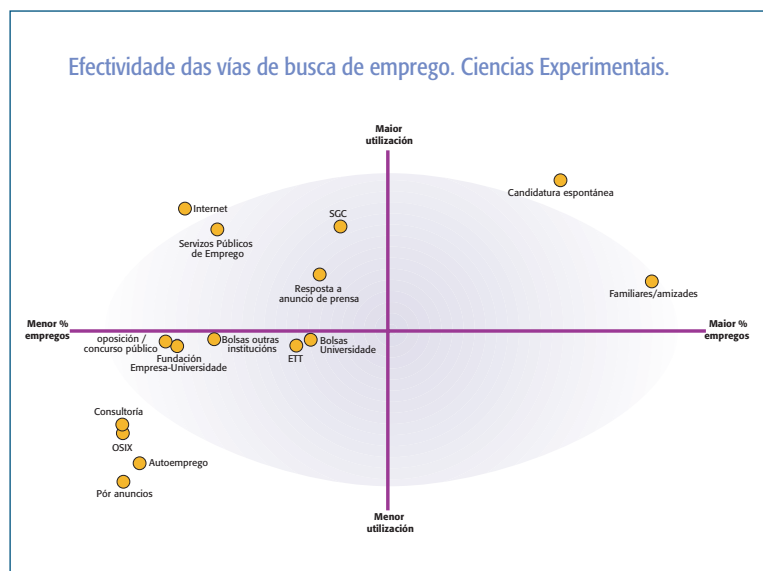 Efectividade das vías de busca de emprego. Ciencias Experimentais.
Maior
utilización
Candidatura espontánea
Internet
SGC
Servizos Públicos
de Emprego
Resposta a
anuncio de prensa
Familiares/amizades
Menor %
empregos
Maior %
empregos
oposición /
concurso público
Fundación
Empresa-Universidade
Bolsas outras
institucións
ETT
Bolsas
Universidade
Consultoría
OSIX
Autoemprego
Pór anuncios
Menor
utilización